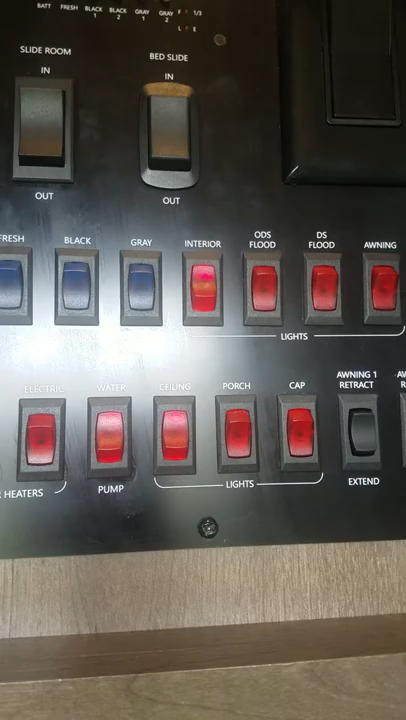 BATT FRESH BLACK 1 BLACK 2 GRAY 1 GRAY 2 F 1/3
L E
SLIDE ROOM
BED SLIDE
IN
IN
OUT
OUT
FRESH BLACK GRAY INTERIOR ODS FLOOD DS FLOOD AWNING
LIGHTS
ELECTRIC WATER CEILING PORCH CAP AWNING 1 RETRACT
HEATERS PUMP LIGHTS EXTEND